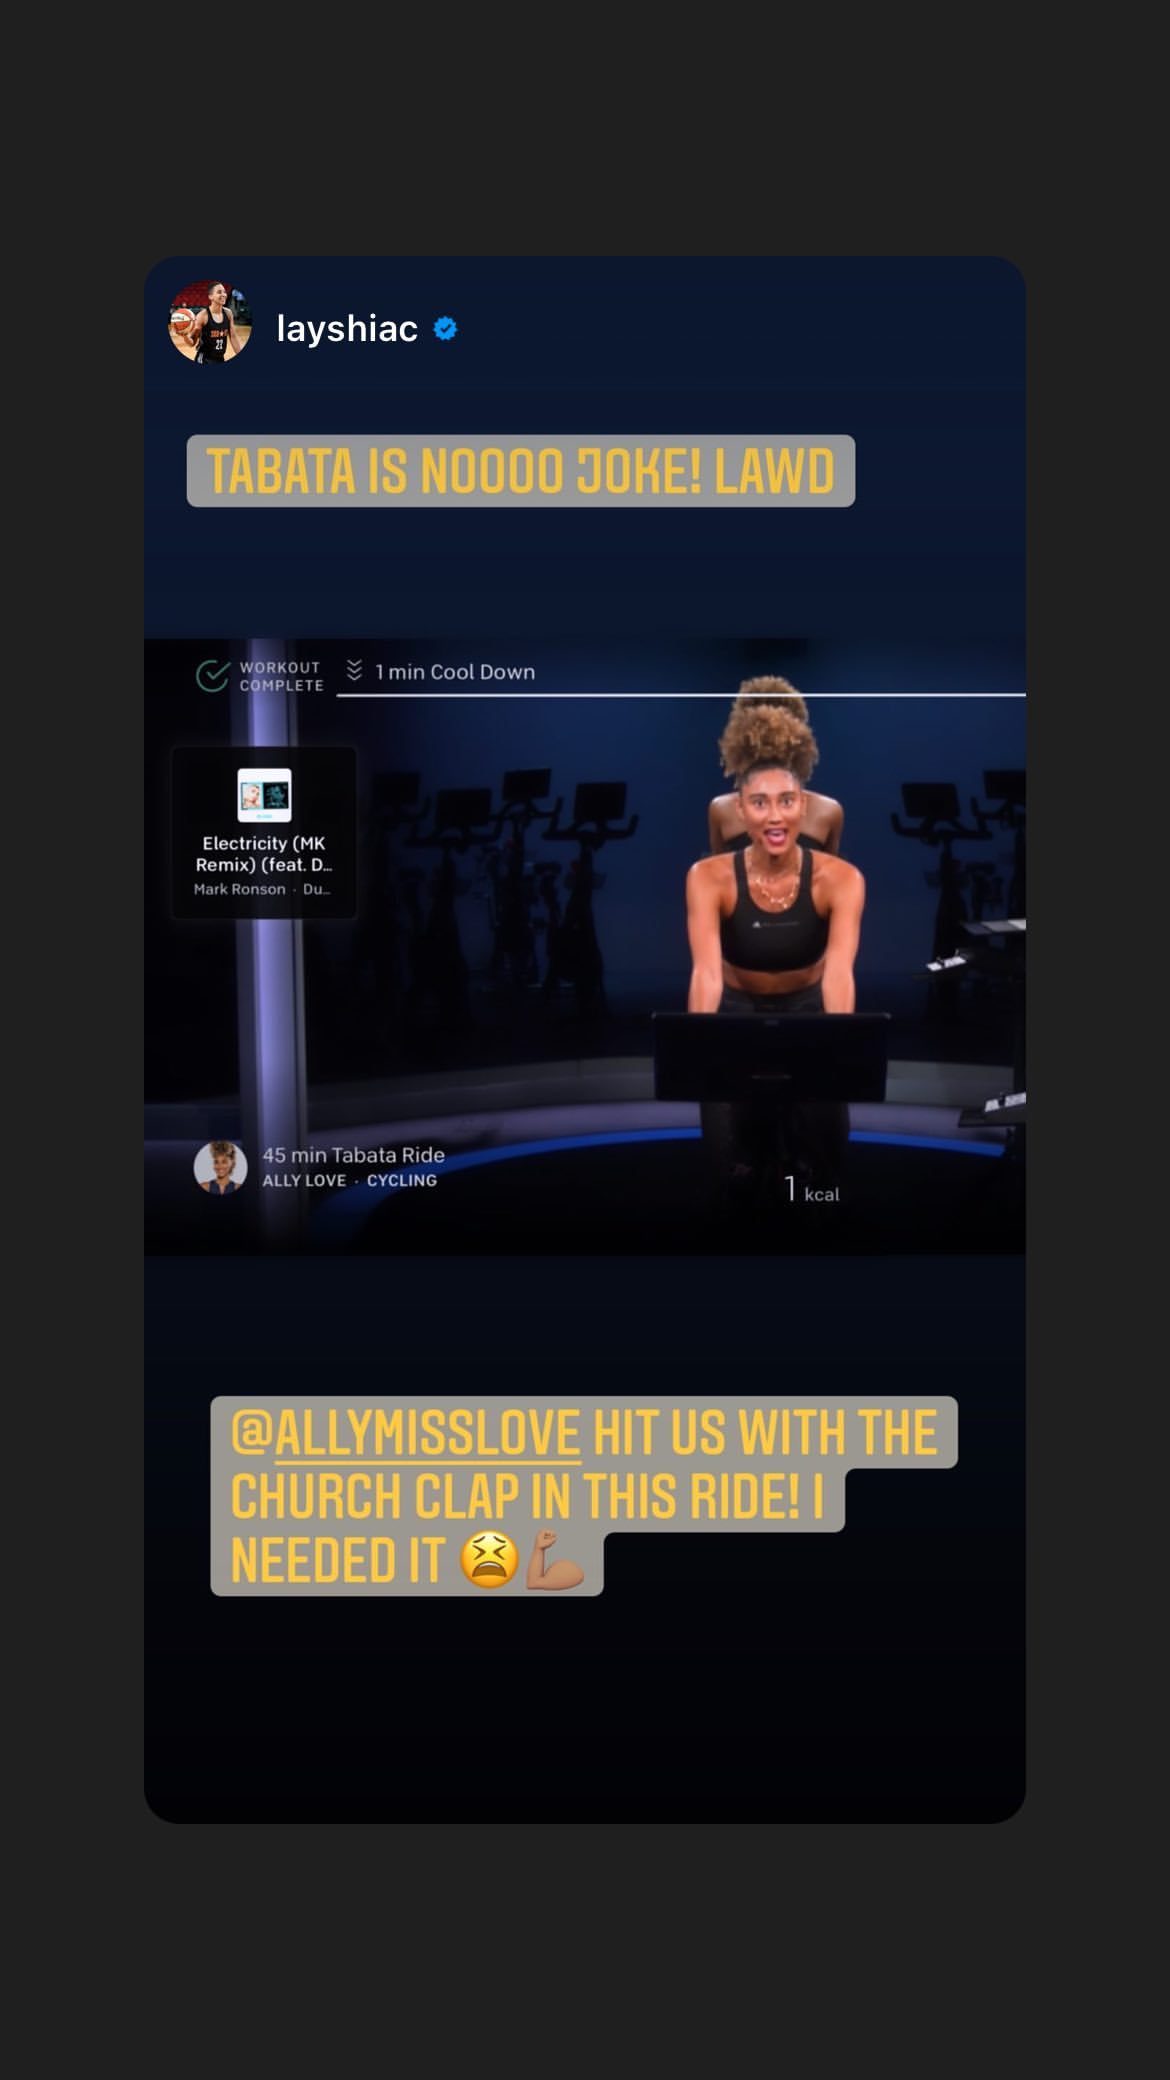 layshiac
TABATA IS NOOOO JOKE! LAWD
WORKOUT
COMPLETE
1 min Cool Down
Electricity (MK
Remix) (feat. D...
Mark Ronson · Du...
45 min Tabata Ride
ALLY LOVE · CYCLING
1 kcal
@ALLYMISSLOVE HIT US WITH THE
CHURCH CLAP IN THIS RIDE! I
NEEDED IT 😫💪🏽